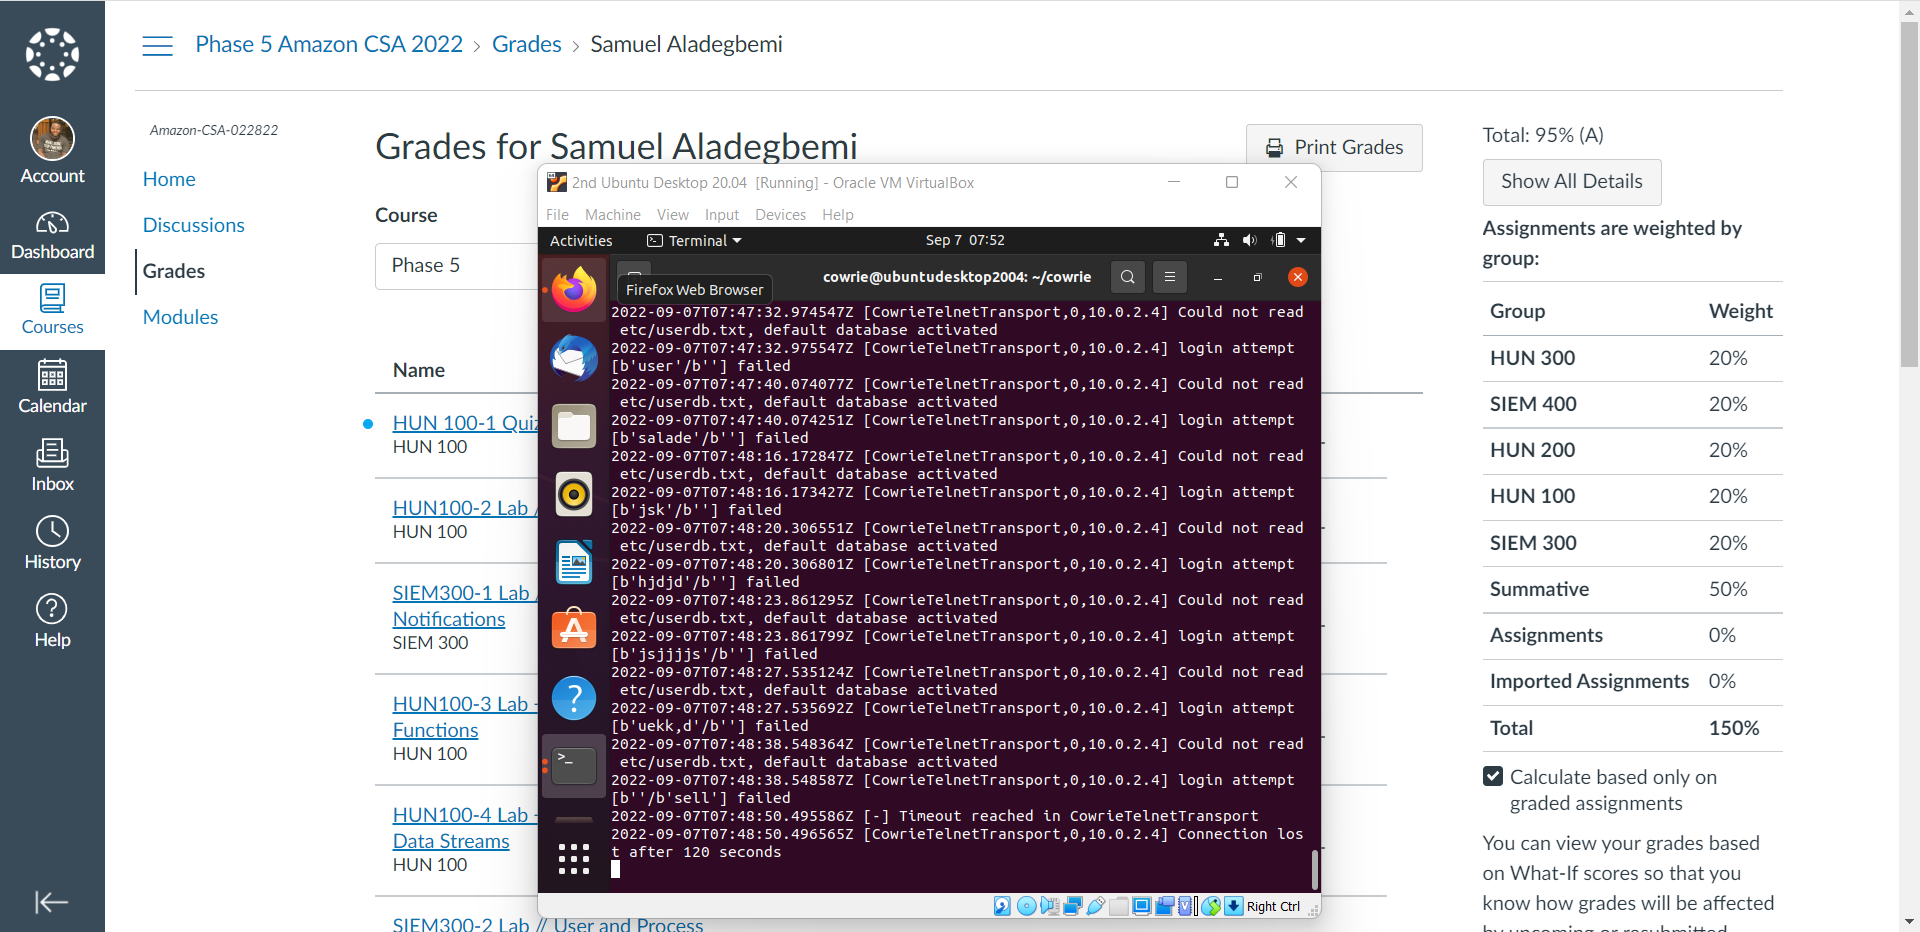 Phase 5 Amazon CSA 2022 > Grades > Samuel Aladegbemi
Account
Dashboard
Courses
Calendar
Inbox
History
Help
Amazon-CSA-022822
Home
Discussions
Grades
Modules
Grades for Samuel Aladegbemi
Print Grades
Course
Phase 5
Name
HUN 100-1 Quiz
HUN 100
HUN100-2 Lab /
HUN 100
SIEM300-1 Lab /
Notifications
SIEM 300
HUN100-3 Lab -
Functions
HUN 100
HUN100-4 Lab -
Data Streams
HUN 100
SIEM300-2 Lab // User and Process
2nd Ubuntu Desktop 20.04 [Running] - Oracle VM VirtualBox
File Machine View Input Devices Help
Activities Terminal Sep 7 07:52
cowrie@ubuntudesktop2004: ~/cowrie
Firefox Web Browser
2022-09-07T07:47:32.974547Z [CowrieTelnetTransport,0,10.0.2.4] Could not read
etc/userdb.txt, default database activated
2022-09-07T07:47:32.975547Z [CowrieTelnetTransport,0,10.0.2.4] login attempt
[b'user'/b''] failed
2022-09-07T07:47:40.074077Z [CowrieTelnetTransport,0,10.0.2.4] Could not read
etc/userdb.txt, default database activated
2022-09-07T07:47:40.074251Z [CowrieTelnetTransport,0,10.0.2.4] login attempt
[b'salade'/b''] failed
2022-09-07T07:48:16.172847Z [CowrieTelnetTransport,0,10.0.2.4] Could not read
etc/userdb.txt, default database activated
2022-09-07T07:48:16.173427Z [CowrieTelnetTransport,0,10.0.2.4] login attempt
[b'jsk'/b''] failed
2022-09-07T07:48:20.306551Z [CowrieTelnetTransport,0,10.0.2.4] Could not read
etc/userdb.txt, default database activated
2022-09-07T07:48:20.306801Z [CowrieTelnetTransport,0,10.0.2.4] login attempt
[b'hjdjd'/b''] failed
2022-09-07T07:48:23.861295Z [CowrieTelnetTransport,0,10.0.2.4] Could not read
etc/userdb.txt, default database activated
2022-09-07T07:48:23.861799Z [CowrieTelnetTransport,0,10.0.2.4] login attempt
[b'jsjjjjs'/b''] failed
2022-09-07T07:48:27.535124Z [CowrieTelnetTransport,0,10.0.2.4] Could not read
etc/userdb.txt, default database activated
2022-09-07T07:48:27.535692Z [CowrieTelnetTransport,0,10.0.2.4] login attempt
[b'uekk,d'/b''] failed
2022-09-07T07:48:38.548364Z [CowrieTelnetTransport,0,10.0.2.4] Could not read
etc/userdb.txt, default database activated
2022-09-07T07:48:38.548587Z [CowrieTelnetTransport,0,10.0.2.4] login attempt
[b''/b'sell'] failed
2022-09-07T07:48:50.495586Z [-] Timeout reached in CowrieTelnetTransport
2022-09-07T07:48:50.496565Z [CowrieTelnetTransport,0,10.0.2.4] Connection los
t after 120 seconds
Right Ctrl
Total: 95% (A)
Show All Details
Assignments are weighted by
group:
Group Weight
HUN 300 20%
SIEM 400 20%
HUN 200 20%
HUN 100 20%
SIEM 300 20%
Summative 50%
Assignments 0%
Imported Assignments 0%
Total 150%
Calculate based only on
graded assignments
You can view your grades based
on What-If scores so that you
know how grades will be affected
by upcoming or resubmitted